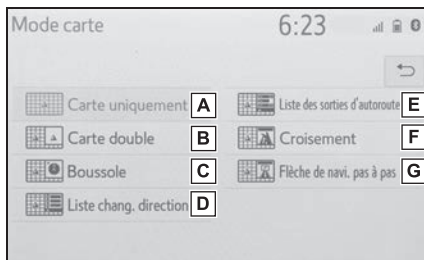 Mode carte 6:23
Carte uniquement A
Carte double B
Boussole C
Liste chang. direction D
Liste des sorties d'autoroute E
Croisement F
Flèche de navi. pas à pas G